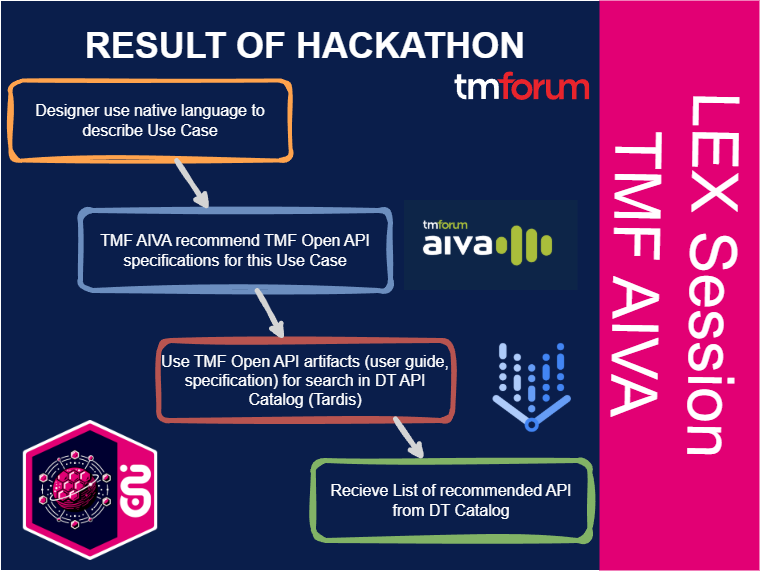 RESULT OF HACKATHON
tmforum
Designer use native language to
describe Use Case
TMF AIVA recommend TMF Open API
specifications for this Use Case
tmforum
aiva
Use TMF Open API artifacts (user guide,
specification) for search in DT API
Catalog (Tardis)
Recieve List of recommended API
from DT Catalog
LEX Session
TMF AIVA